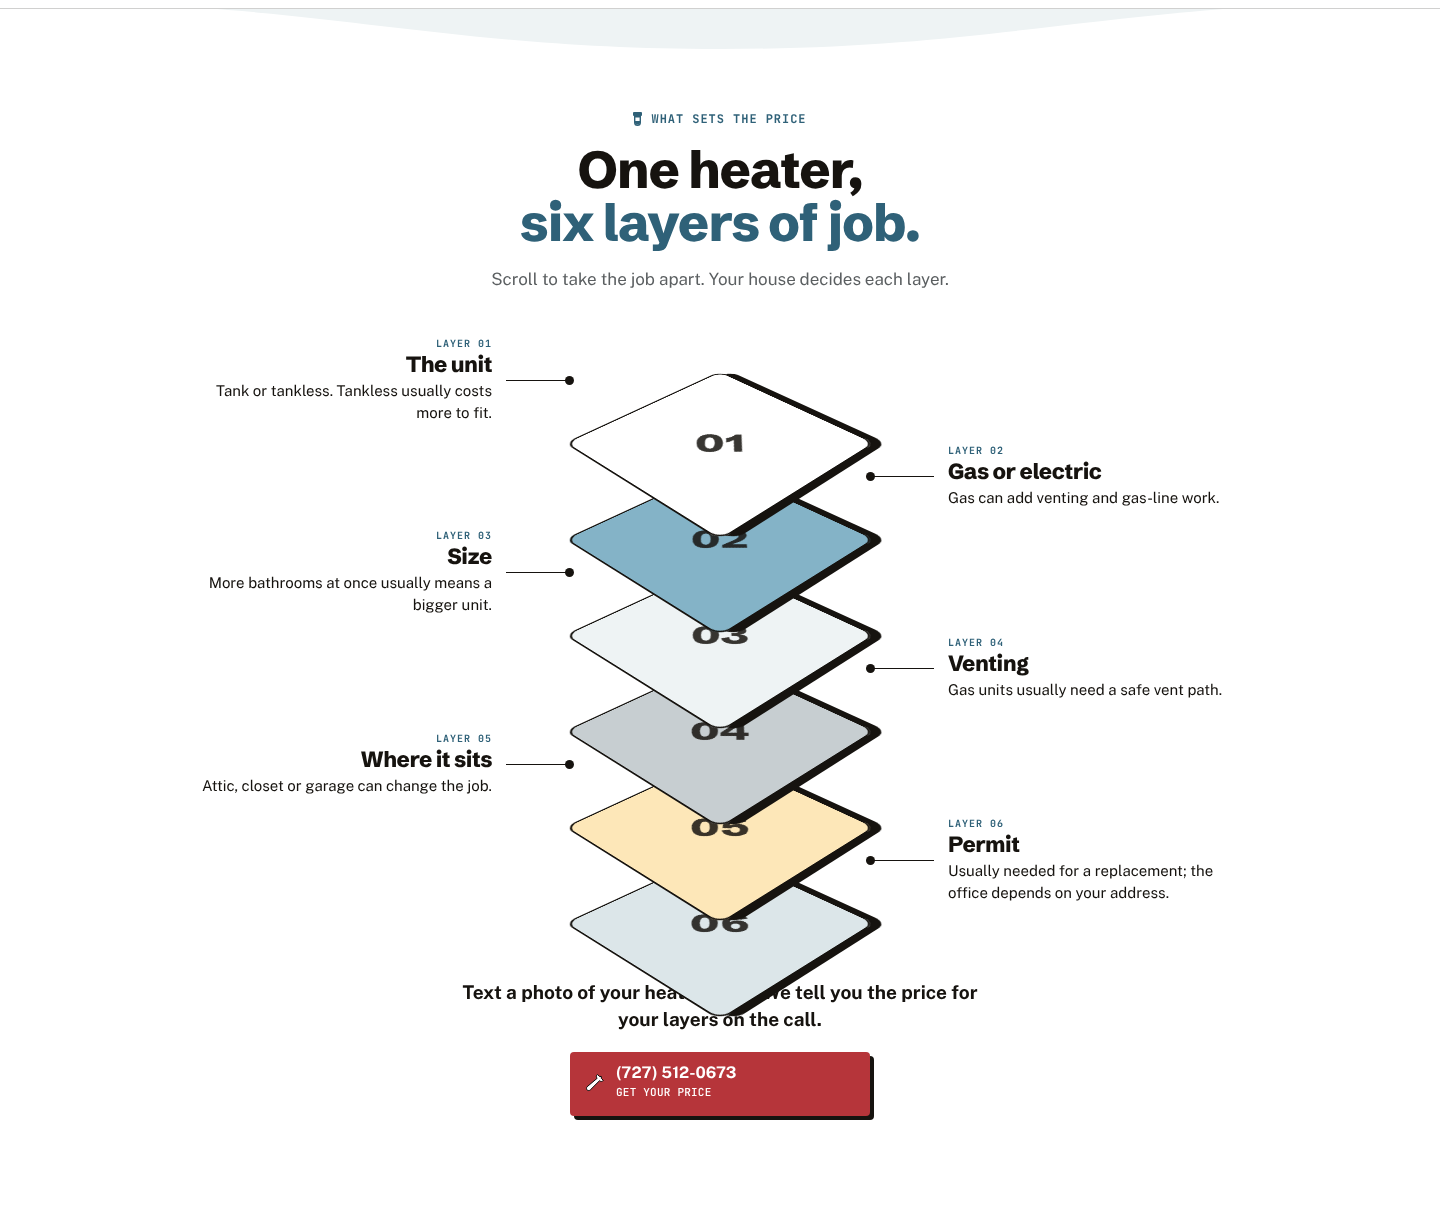 WHAT SETS THE PRICE
One heater,
six layers of job.
Scroll to take the job apart. Your house decides each layer.
LAYER 01
The unit
Tank or tankless. Tankless usually costs
more to fit.
01
LAYER 02
Gas or electric
Gas can add venting and gas-line work.
02
LAYER 03
Size
More bathrooms at once usually means a
bigger unit.
03
LAYER 04
Venting
Gas units usually need a safe vent path.
04
LAYER 05
Where it sits
Attic, closet or garage can change the job.
05
LAYER 06
Permit
Usually needed for a replacement; the
office depends on your address.
06
Text a photo of your tell you the price for
your layers on the call.
(727) 512-0673
GET YOUR PRICE